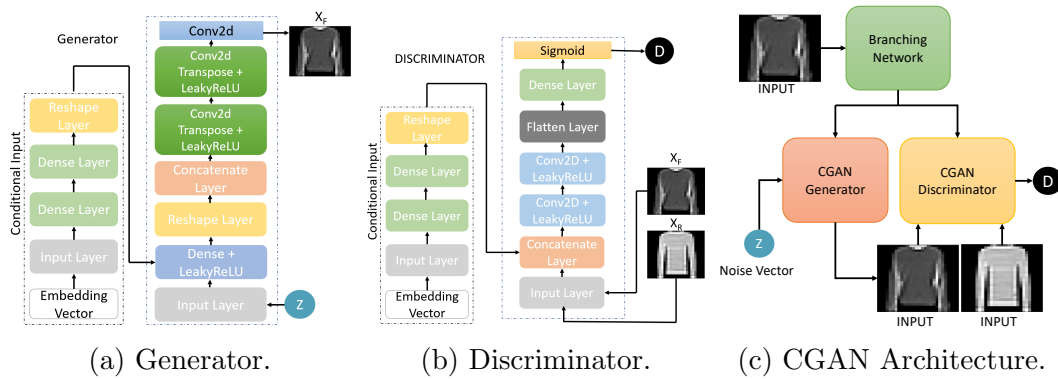 Generator
Conditional Input
Reshape
Layer
Dense Layer
Dense Layer
Input Layer
Embedding
Vector
Conv2d
Conv2d
Transpose +
LeakyReLU
Conv2d
Transpose +
LeakyReLU
Concatenate
Layer
Reshape Layer
Dense +
LeakyReLU
Input Layer
Z
X_F
(a) Generator.
DISCRIMINATOR
Conditional Input
Reshape
Layer
Dense Layer
Dense Layer
Input Layer
Embedding
Vector
Sigmoid
D
Dense Layer
Flatten Layer
Conv2D +
LeakyReLU
Conv2D +
LeakyReLU
Concatenate
Layer
Input Layer
X_F
X_R
(b) Discriminator.
INPUT
Branching
Network
CGAN
Generator
CGAN
Discriminator
D
Z
Noise Vector
INPUT
INPUT
(c) CGAN Architecture.